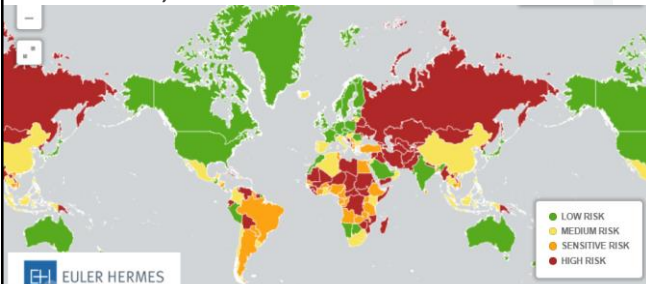 LOW RISK
MEDIUM RISK
SENSITIVE RISK
HIGH RISK
EULER HERMES